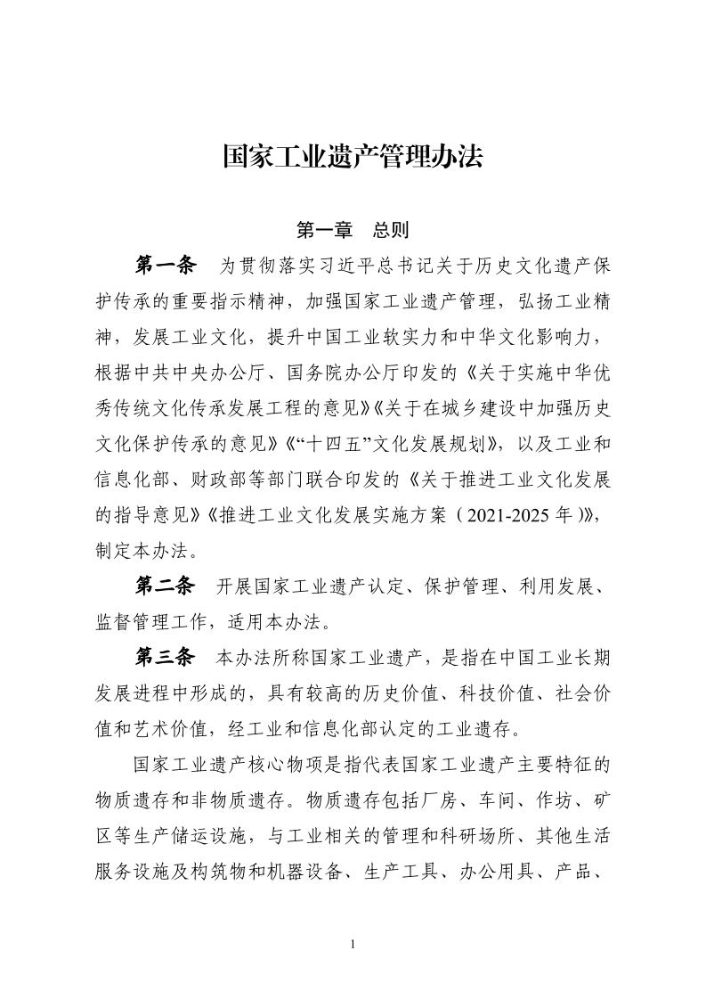 国家工业遗产管理办法
第一章　总则
第一条　为贯彻落实习近平总书记关于历史文化遗产保
护传承的重要指示精神，加强国家工业遗产管理，弘扬工业精
神，发展工业文化，提升中国工业软实力和中华文化影响力，
根据中共中央办公厅、国务院办公厅印发的《关于实施中华优
秀传统文化传承发展工程的意见》《关于在城乡建设中加强历史
文化保护传承的意见》《“十四五”文化发展规划》，以及工业和
信息化部、财政部等部门联合印发的《关于推进工业文化发展
的指导意见》《推进工业文化发展实施方案（2021-2025 年）》，
制定本办法。
第二条　开展国家工业遗产认定、保护管理、利用发展、
监督管理工作，适用本办法。
第三条　本办法所称国家工业遗产，是指在中国工业长期
发展进程中形成的，具有较高的历史价值、科技价值、社会价
值和艺术价值，经工业和信息化部认定的工业遗存。
国家工业遗产核心物项是指代表国家工业遗产主要特征的
物质遗存和非物质遗存。物质遗存包括厂房、车间、作坊、矿
区等生产储运设施，与工业相关的管理和科研场所、其他生活
服务设施及构筑物和机器设备、生产工具、办公用具、产品、
1